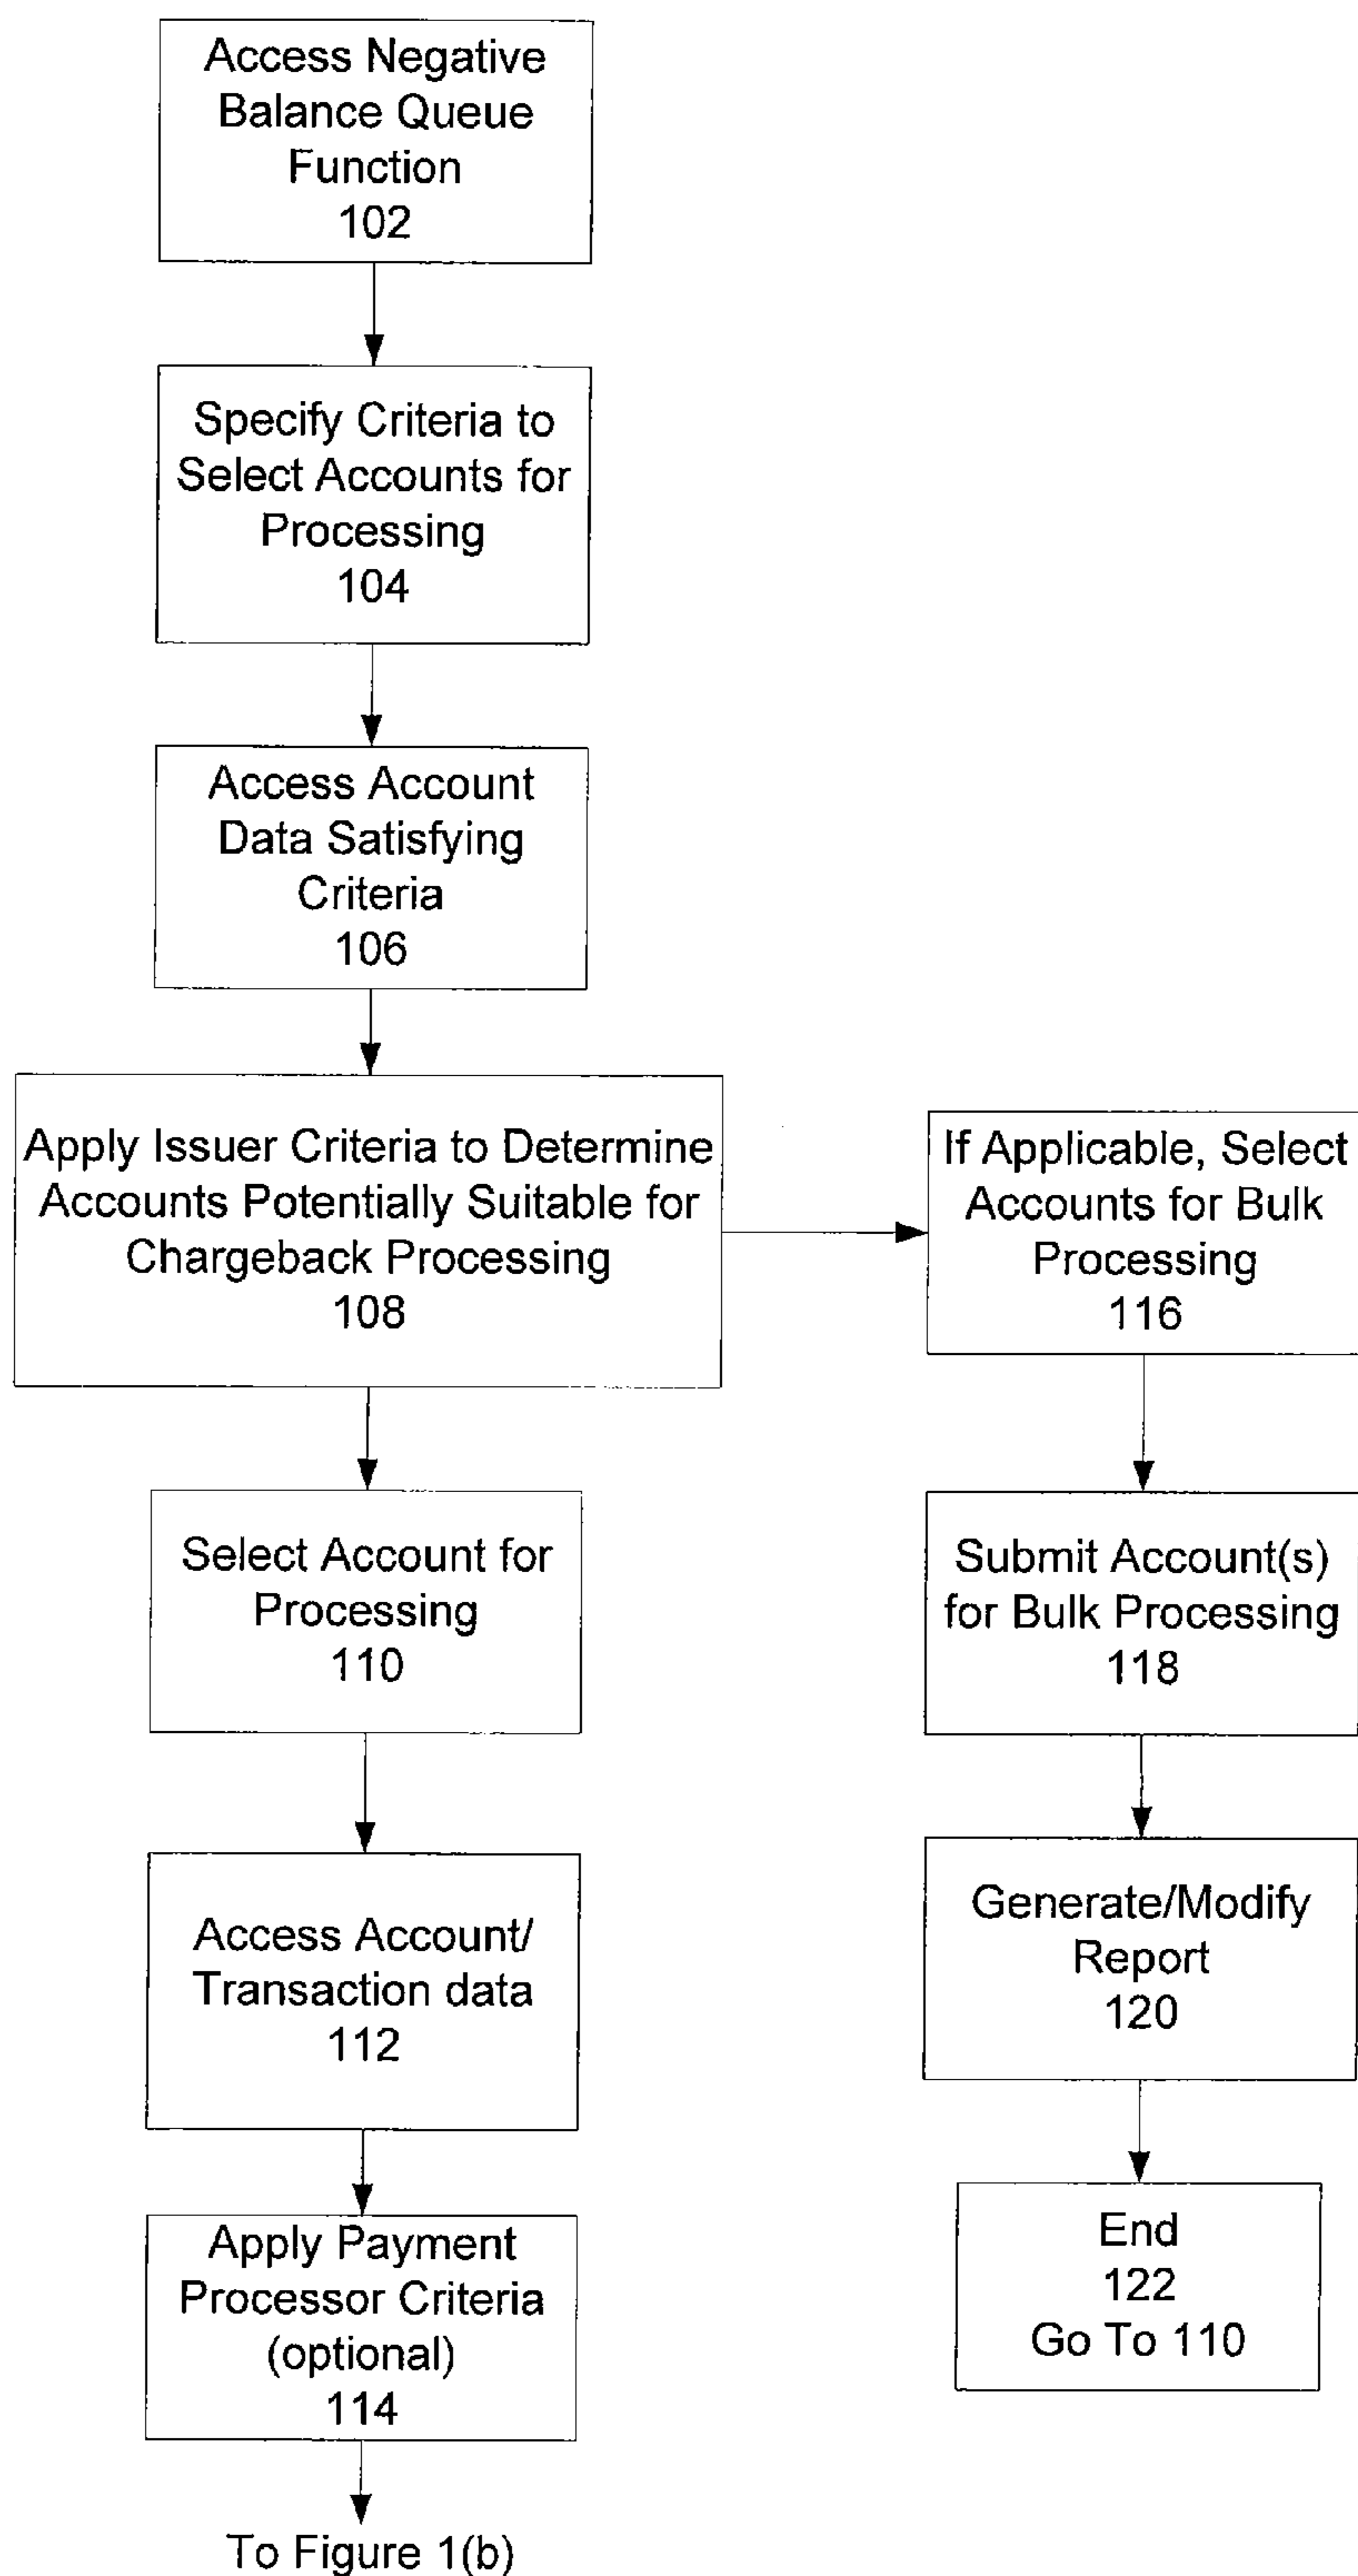 Access Negative
Balance Queue
Function
102
Specify Criteria to
Select Accounts for
Processing
104
Access Account
Data Satisfying
Criteria
106
Apply Issuer Criteria to Determine
Accounts Potentially Suitable for
Chargeback Processing
108
Select Account for
Processing
110
Access Account/
Transaction data
112
Apply Payment
Processor Criteria
(optional)
114
To Figure 1(b)
If Applicable, Select
Accounts for Bulk
Processing
116
Submit Account(s)
for Bulk Processing
118
Generate/Modify
Report
120
End
122
Go To 110